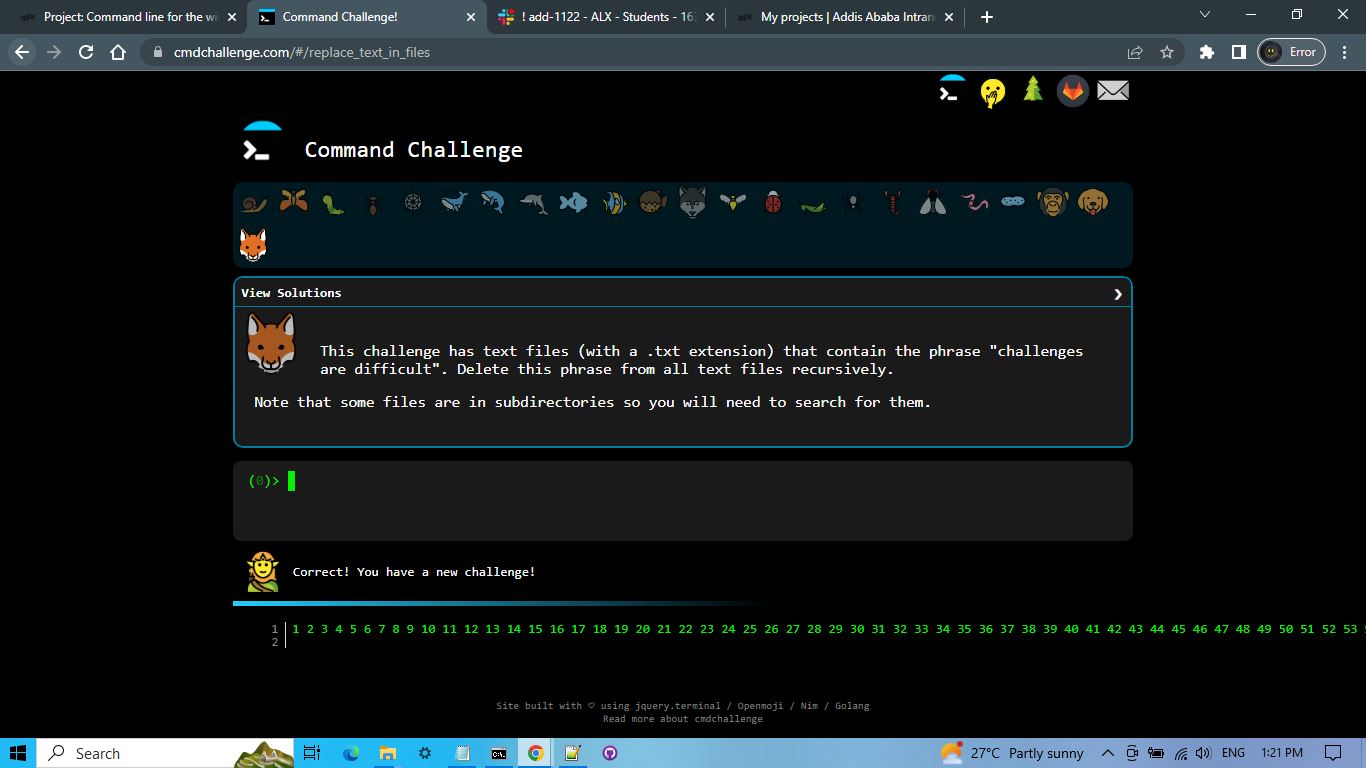 Project: Command line for the wi
Command Challenge!
! add-1122 - ALX - Students - 163
My projects | Addis Ababa Intran
cmdchallenge.com/#/replace_text_in_files
Error
Command Challenge
View Solutions
This challenge has text files (with a .txt extension) that contain the phrase "challenges
are difficult". Delete this phrase from all text files recursively.
Note that some files are in subdirectories so you will need to search for them.
(0)>
Correct! You have a new challenge!
1 1 2 3 4 5 6 7 8 9 10 11 12 13 14 15 16 17 18 19 20 21 22 23 24 25 26 27 28 29 30 31 32 33 34 35 36 37 38 39 40 41 42 43 44 45 46 47 48 49 50 51 52 53
2
Site built with ♡ using jquery.terminal / Openmoji / Nim / Golang
Read more about cmdchallenge
Search
27°C Partly sunny
ENG
1:21 PM